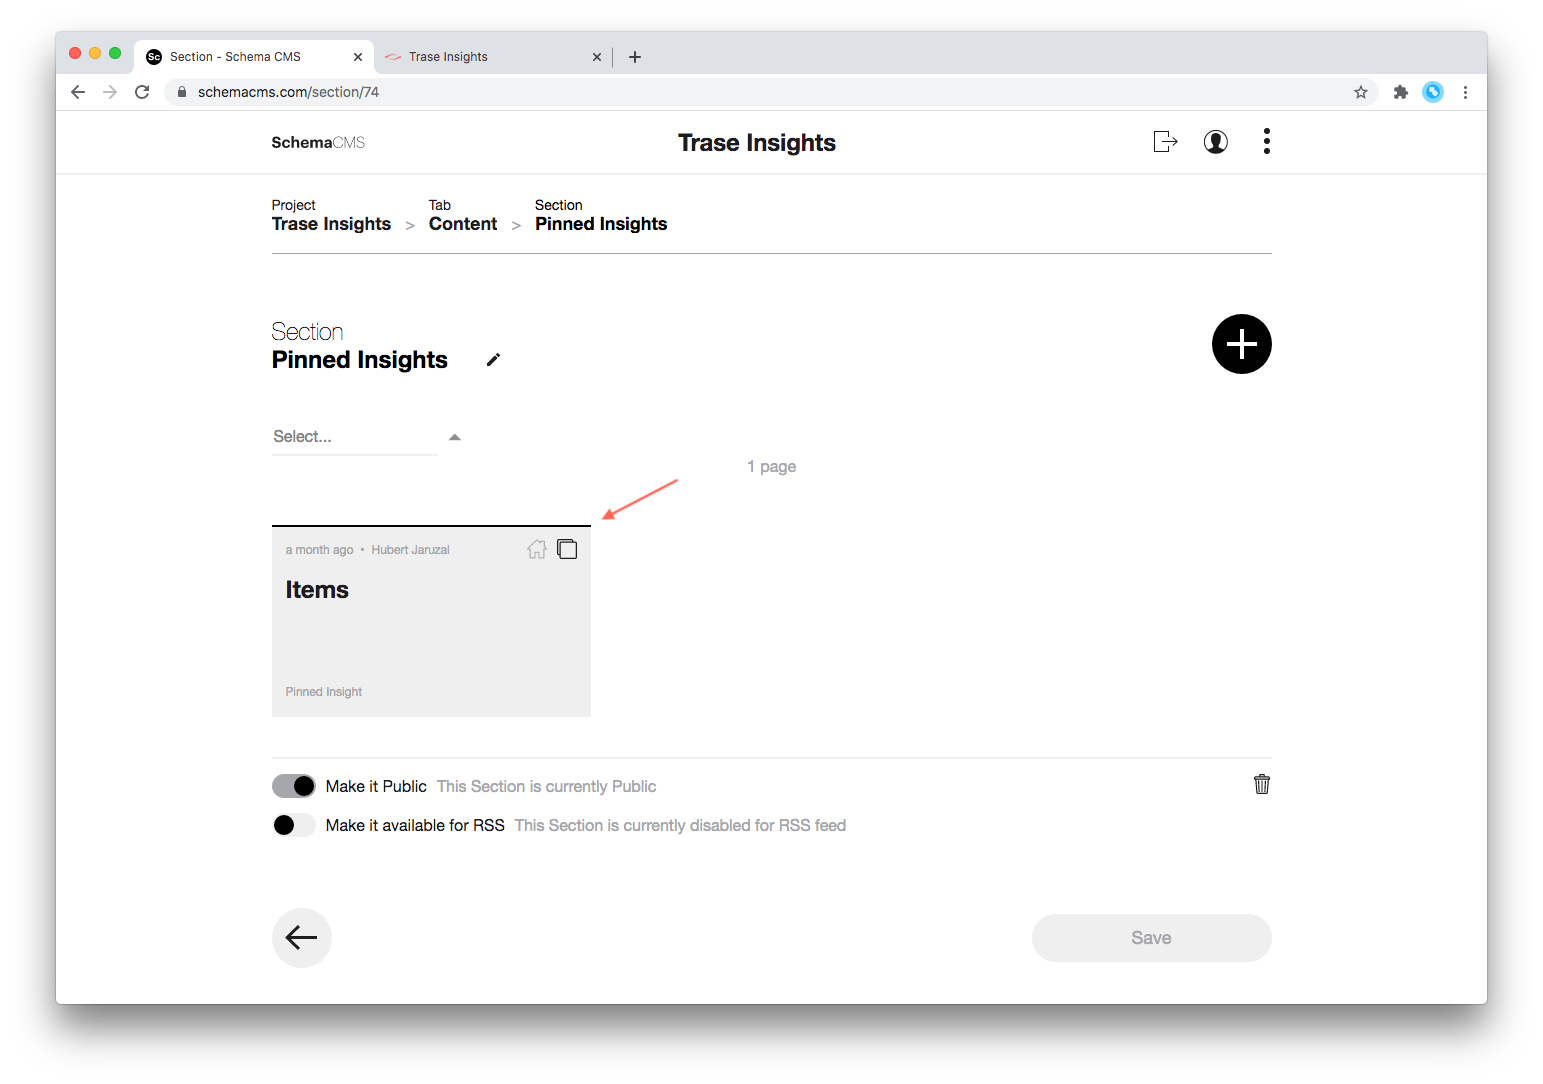 Sc Section - Schema CMS
Trase Insights
schemacms.com/section/74
SchemaCMS
Trase Insights
Project
Tab
Section
Trase Insights > Content > Pinned Insights
Section
Pinned Insights
Select...
1 page
a month ago • Hubert Jaruzal
Items
Pinned Insight
Make it Public This Section is currently Public
Make it available for RSS This Section is currently disabled for RSS feed
Save